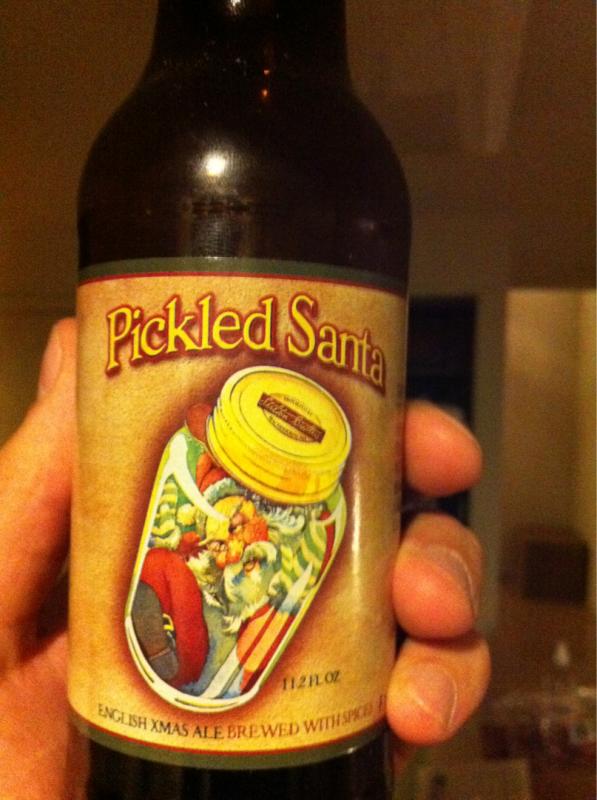 Pickled Santa
11.2 FL OZ
ENGLISH XMAS ALE BREWED WITH SPICES